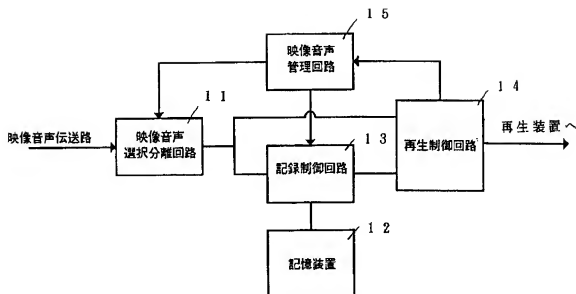 １５
映像音声
管理回路
１４
１１
再生装置へ
映像音声伝送路
映像音声
選択分離回路
１３
再生制御回路
記録制御回路
１２
記憶装置